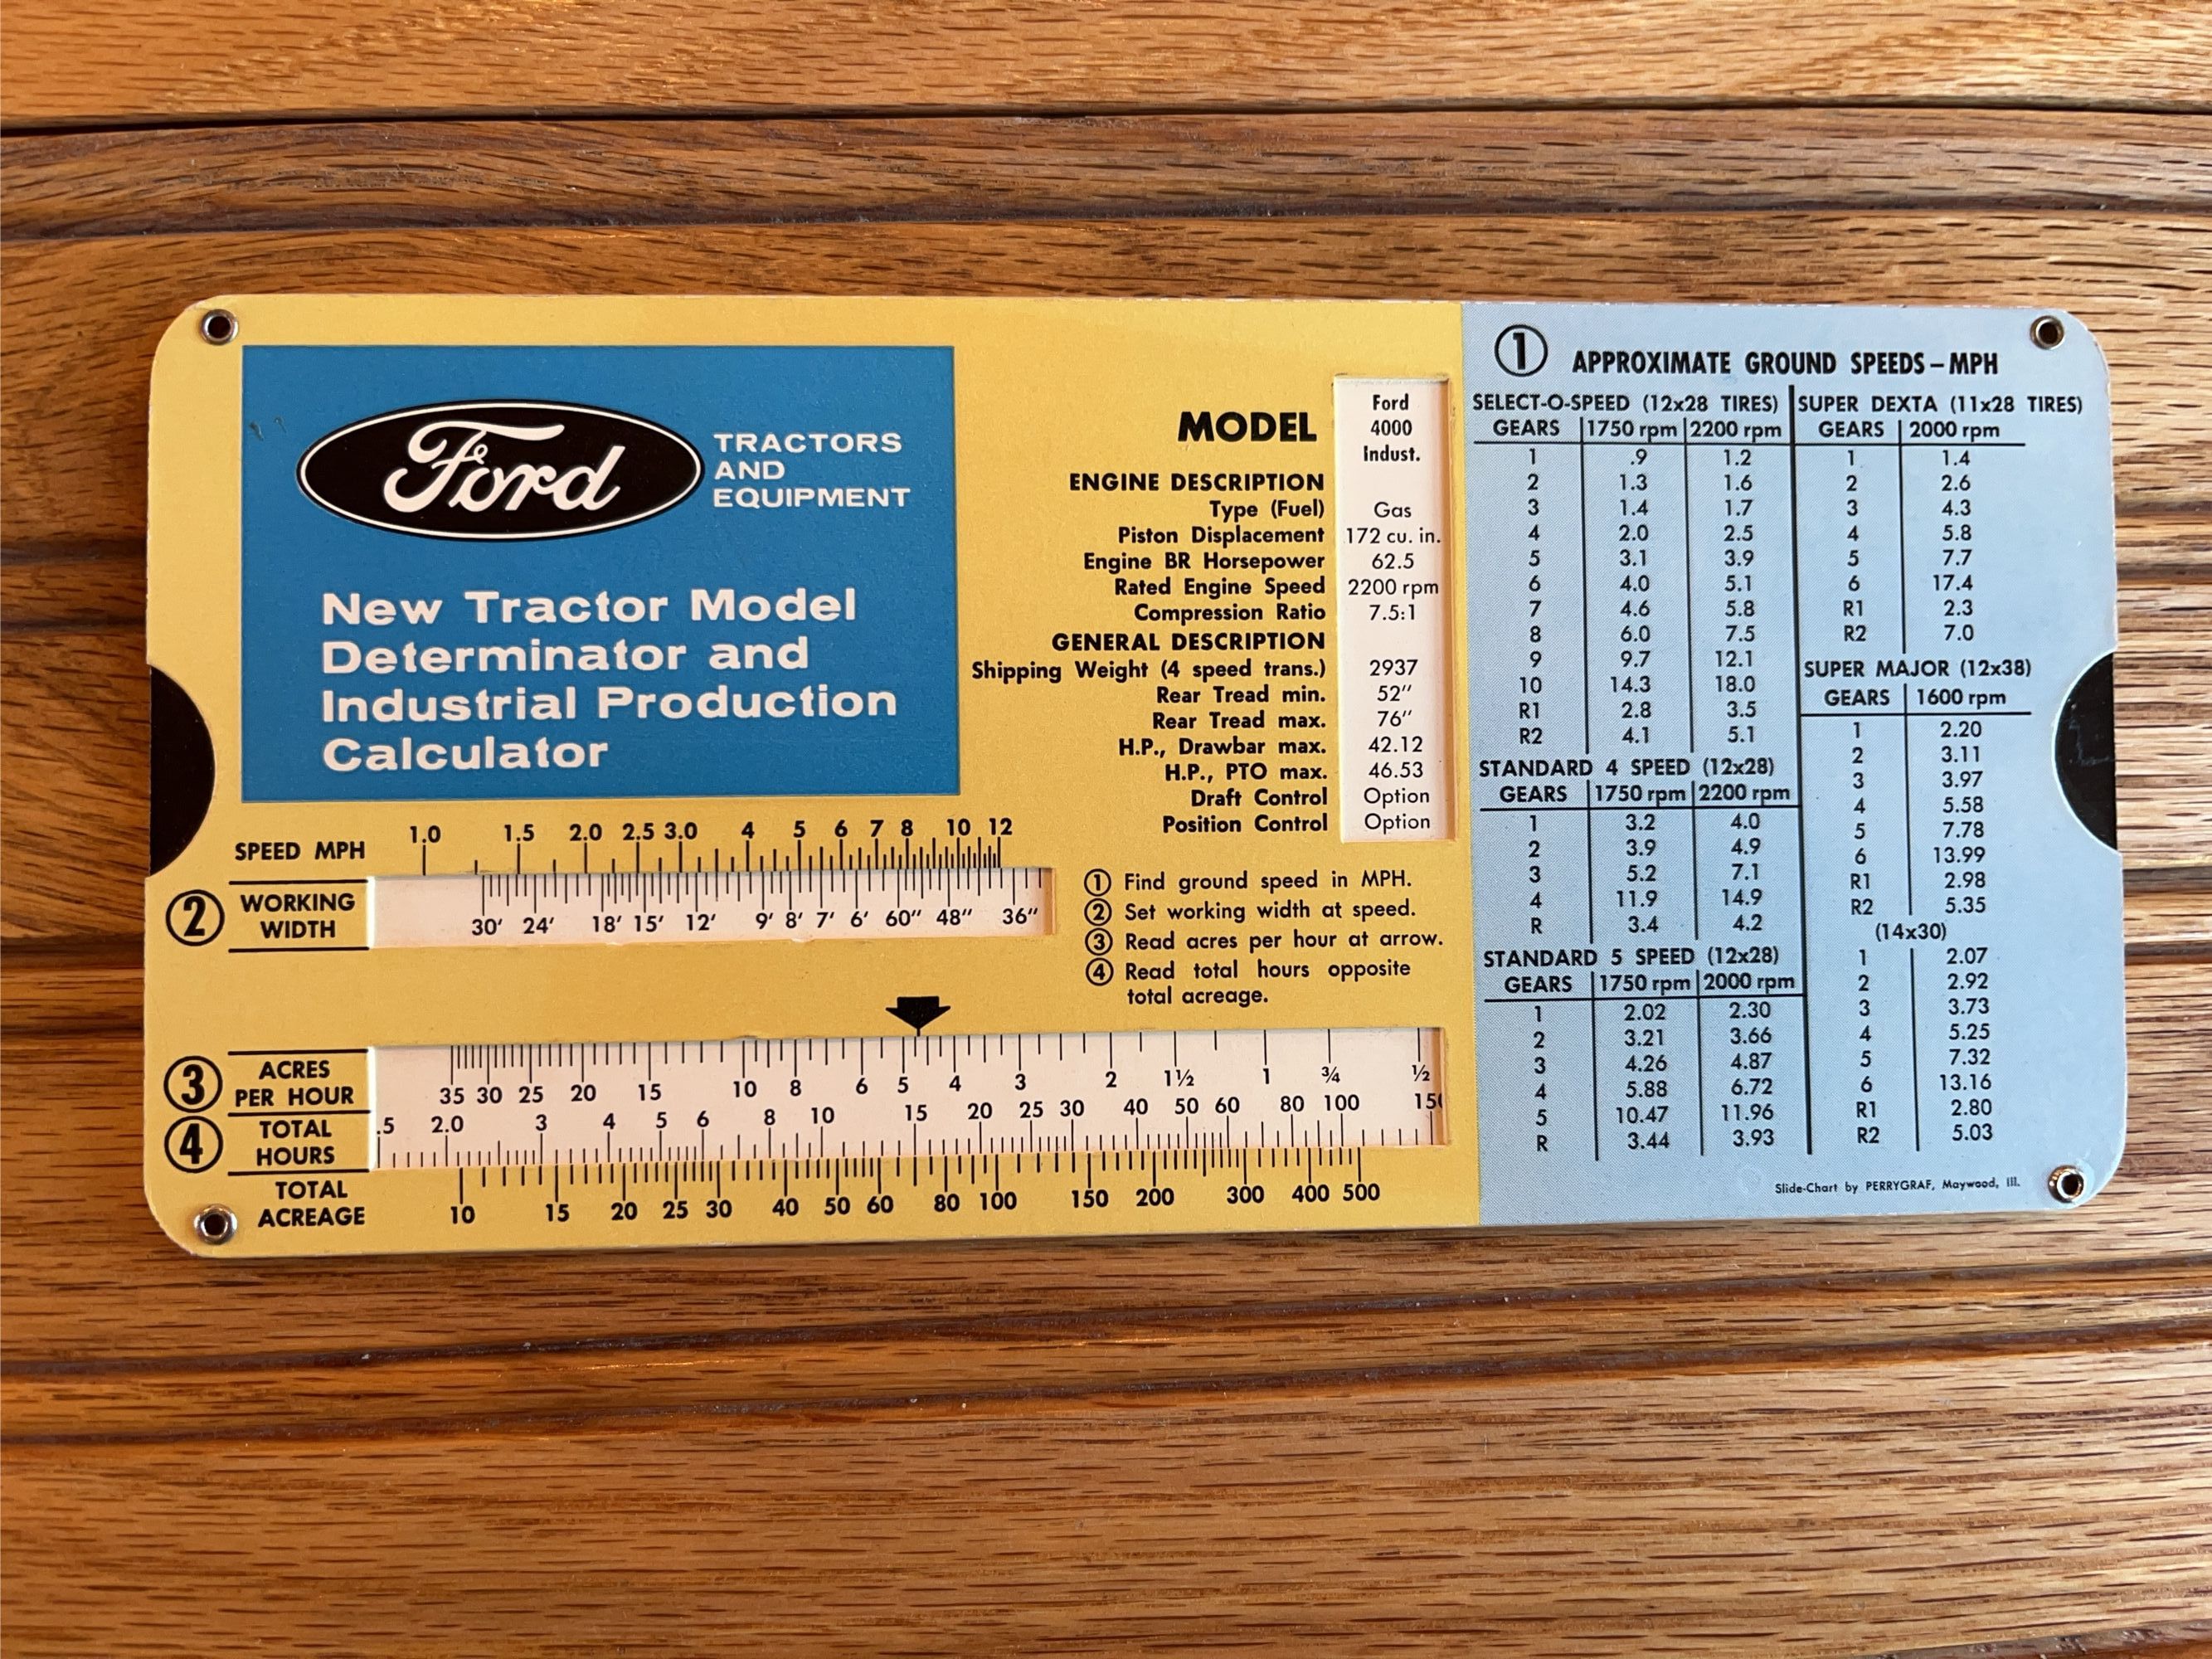 Ford
TRACTORS
AND
EQUIPMENT
New Tractor Model
Determinator and
Industrial Production
Calculator
MODEL Ford
4000
Indust.
ENGINE DESCRIPTION
Type (Fuel) Gas
Piston Displacement 172 cu. in.
Engine BR Horsepower 62.5
Rated Engine Speed 2200 rpm
Compression Ratio 7.5:1
GENERAL DESCRIPTION
Shipping Weight (4 speed trans.) 2937
Rear Tread min. 52"
Rear Tread max. 76"
H.P., Drawbar max. 42.12
H.P., PTO max. 46.53
Draft Control Option
Position Control Option
SPEED MPH 1.0 1.5 2.0 2.5 3.0 4 5 6 7 8 10 12
2 WORKING
WIDTH
30' 24' 18' 15' 12' 9' 8' 7' 6' 60" 48" 36"
1 Find ground speed in MPH.
2 Set working width at speed.
3 Read acres per hour at arrow.
4 Read total hours opposite
total acreage.
3 ACRES
PER HOUR
35 30 25 20 15 10 8 6 5 4 3 2 1½ 1 ¾ ½
4 TOTAL
HOURS
.5 2.0 3 4 5 6 8 10 15 20 25 30 40 50 60 80 100 150
TOTAL
ACREAGE
10 15 20 25 30 40 50 60 80 100 150 200 300 400 500
1 APPROXIMATE GROUND SPEEDS–MPH
SELECT-O-SPEED (12x28 TIRES)
GEARS 1750 rpm 2200 rpm
1 .9 1.2
2 1.3 1.6
3 1.4 1.7
4 2.0 2.5
5 3.1 3.9
6 4.0 5.1
7 4.6 5.8
8 6.0 7.5
9 9.7 12.1
10 14.3 18.0
R1 2.8 3.5
R2 4.1 5.1
STANDARD 4 SPEED (12x28)
GEARS 1750 rpm 2200 rpm
1 3.2 4.0
2 3.9 4.9
3 5.2 7.1
4 11.9 14.9
R 3.4 4.2
STANDARD 5 SPEED (12x28)
GEARS 1750 rpm 2000 rpm
1 2.02 2.30
2 3.21 3.66
3 4.26 4.87
4 5.88 6.72
5 10.47 11.96
R 3.44 3.93
SUPER DEXTA (11x28 TIRES)
GEARS 2000 rpm
1 1.4
2 2.6
3 4.3
4 5.8
5 7.7
6 17.4
R1 2.3
R2 7.0
SUPER MAJOR (12x38)
GEARS 1600 rpm
1 2.20
2 3.11
3 3.97
4 5.58
5 7.78
6 13.99
R1 2.98
R2 5.35
(14x30)
1 2.07
2 2.92
3 3.73
4 5.25
5 7.32
6 13.16
R1 2.80
R2 5.03
Slide-Chart by PERRYGRAF, Maywood, Ill.